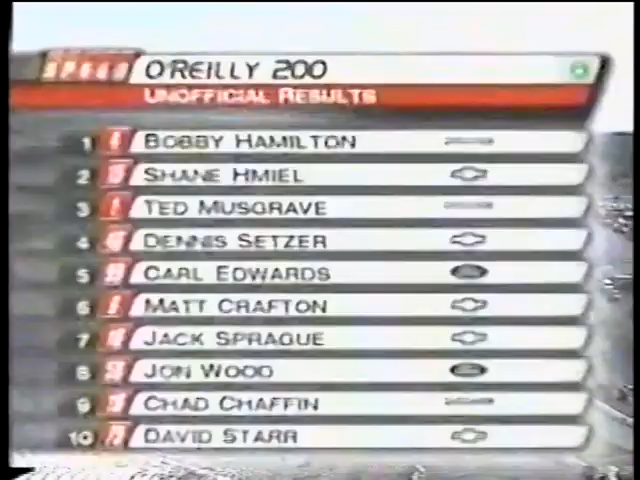 SPEED O'REILLY 200
UNOFFICIAL RESULTS
1 BOBBY HAMILTON
2 SHANE HMIEL
3 TED MUSGRAVE
4 DENNIS SETZER
5 CARL EDWARDS
6 MATT CRAFTON
7 JACK SPRAGUE
8 JON WOOD
9 CHAD CHAFFIN
10 DAVID STARR